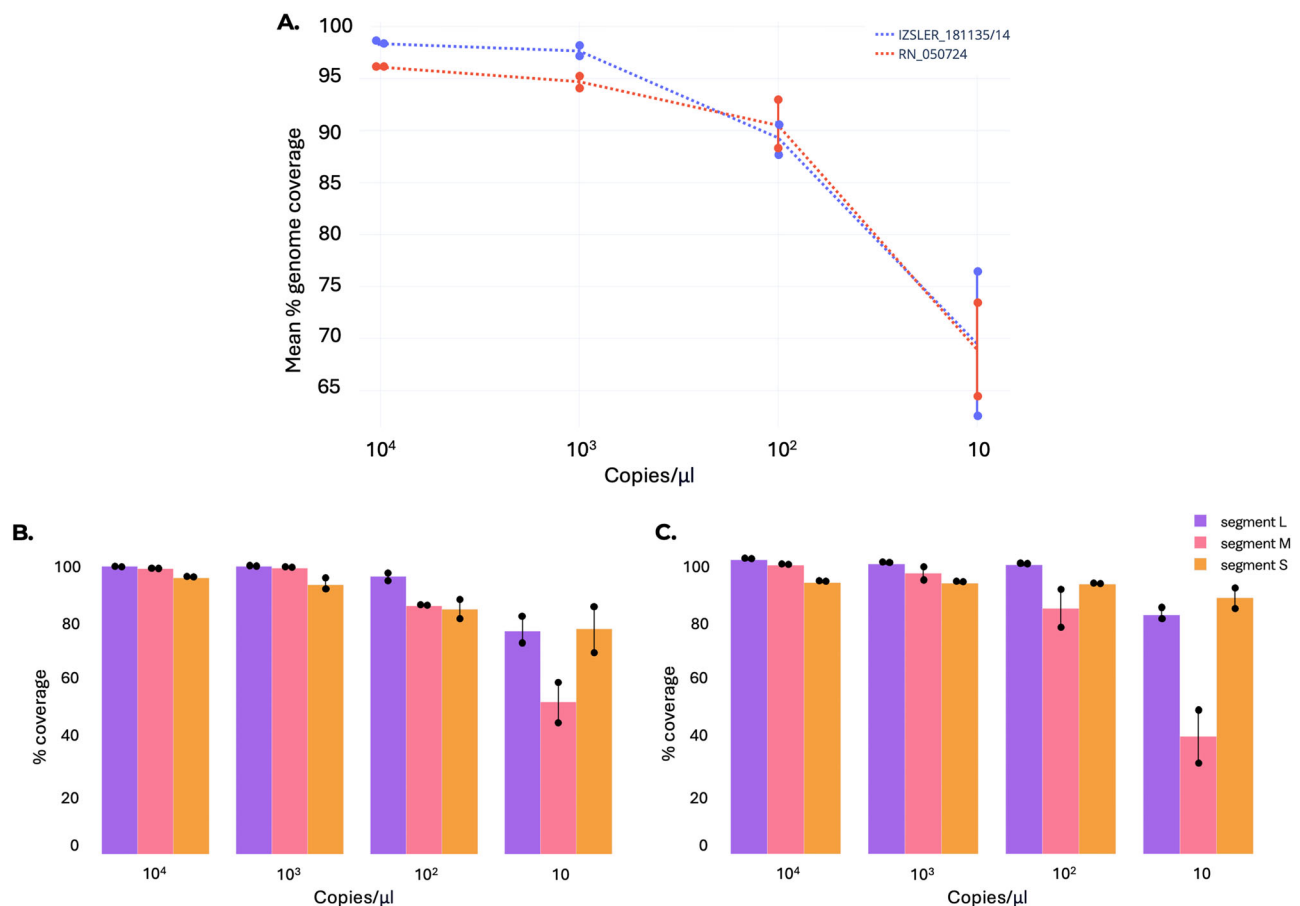 A.
100
95
90
85
80
75
70
65
Mean % genome coverage
IZSLER_181135/14
RN_050724
10⁴
10³
10²
10
Copies/µl
B.
100
80
60
40
20
0
% coverage
10⁴
10³
10²
10
Copies/µl
C.
segment L
segment M
segment S
100
80
60
40
20
0
% coverage
10⁴
10³
10²
10
Copies/µl